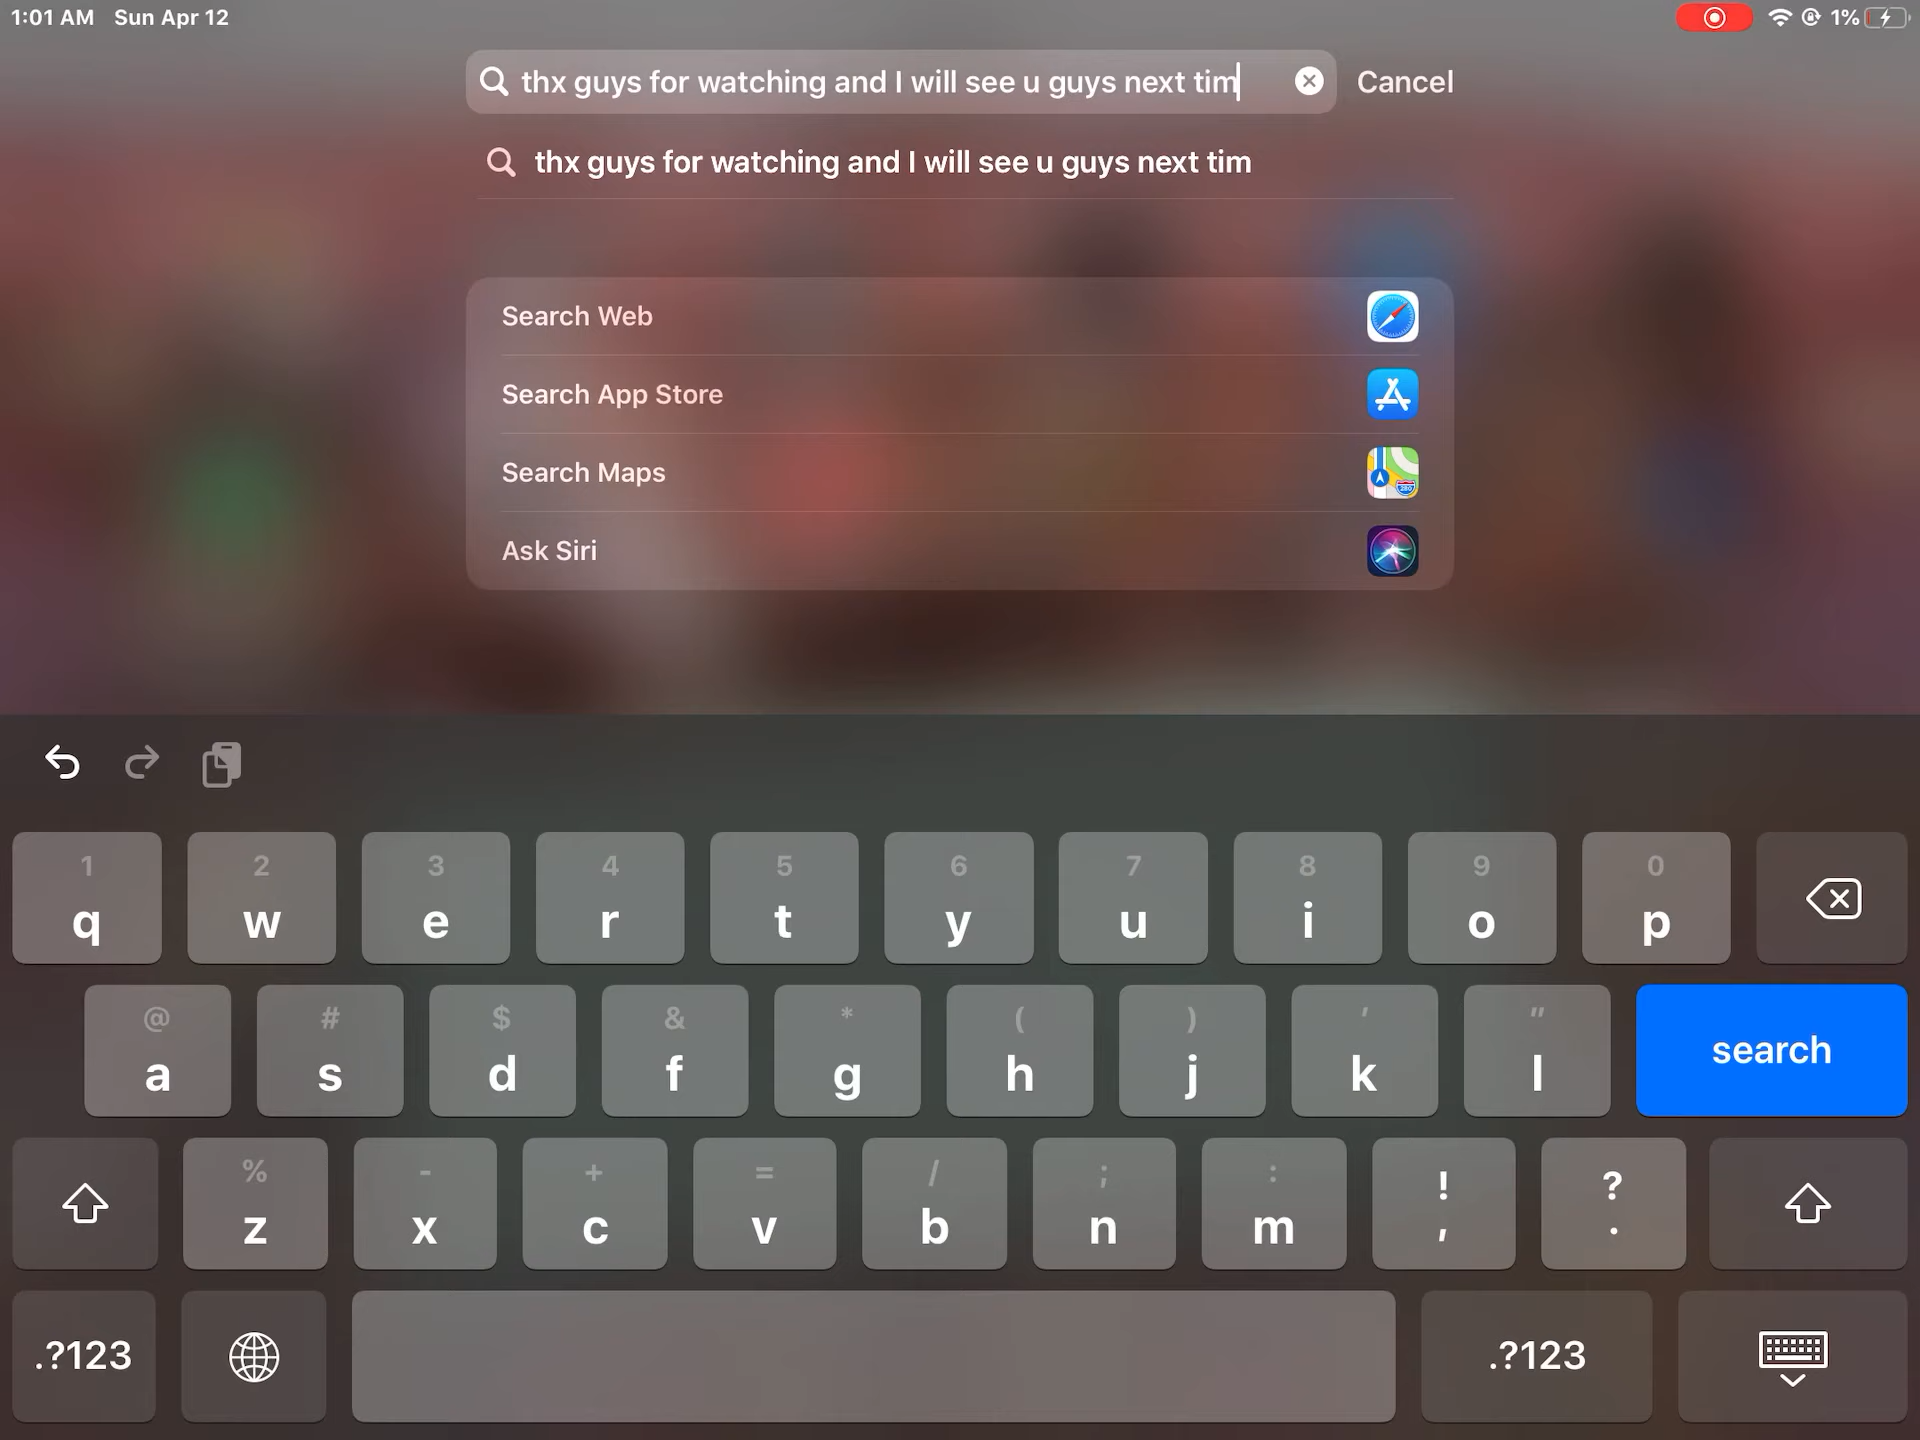 1:01 AM Sun Apr 12 1%
thx guys for watching and I will see u guys next tim Cancel
thx guys for watching and I will see u guys next tim
Search Web
Search App Store
Search Maps
280
Ask Siri
1 2 3 4 5 6 7 8 9 0
q w e r t y u i o p
@ # $ & * ( ) ' "
a s d f g h j k l search
% - + = / ; : ! ?
z x c v b n m , .
.?123 .?123